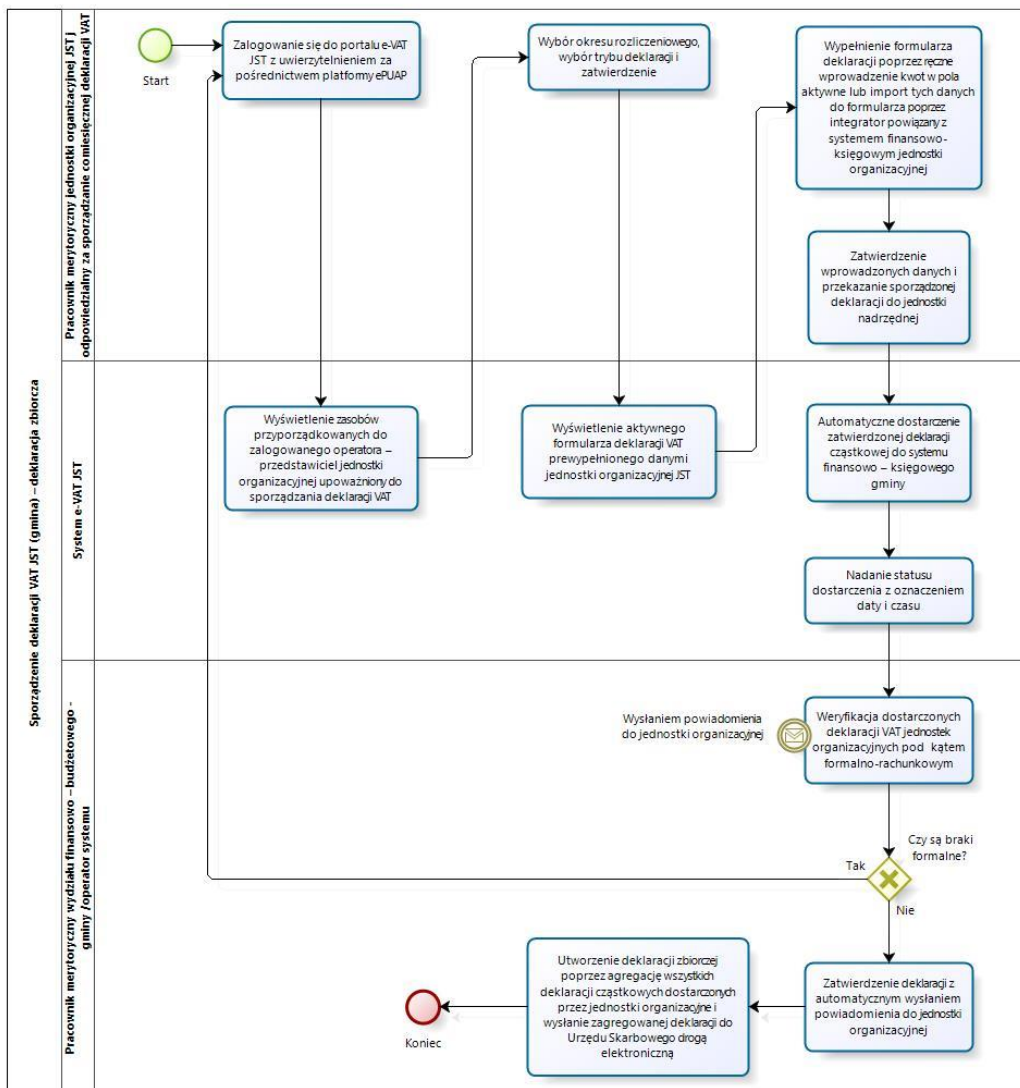 Sporządzenie deklaracji VAT JST (gmina) – deklaracja zbiorcza
Pracownik merytoryczny jednostki organizacyjnej JST j
odpowiedzialny za sporządzanie comiesięcznej deklaracji VAT
Start
Zalogowanie się do portalu e-VAT
JST z uwierzytelnieniem za
pośrednictwem platformy ePUAP
Wybór okresu rozliczeniowego,
wybór trybu deklaracji i
zatwierdzenie
Wypełnienie formularza
deklaracji poprzez ręczne
wprowadzenie kwot w pola
aktywne lub import tych danych
do formularza poprzez
integrator powiązany z
systemem finansowo-
księgowym jednostki
organizacyjnej
Zatwierdzenie
wprowadzonych danych i
przekazanie sporządzonej
deklaracji do jednostki
nadrzędnej
System e-VAT JST
Wyświetlenie zasobów
przyporządkowanych do
zalogowanego operatora –
przedstawiciel jednostki
organizacyjnej upoważniony do
sporządzania deklaracji VAT
Wyświetlenie aktywnego
formularza deklaracji VAT
prewypełnionego danymi
jednostki organizacyjnej JST
Automatyczne dostarczenie
zatwierdzonej deklaracji
cząstkowej do systemu
finansowo – księgowego
gminy
Nadanie statusu
dostarczenia z oznaczeniem
daty i czasu
Pracownik merytoryczny wydziału finansowo – budżetowego -
gminy /operator systemu
Wysłaniem powiadomienia
do jednostki organizacyjnej
Weryfikacja dostarczonych
deklaracji VAT jednostek
organizacyjnych pod kątem
formalno-rachunkowym
Czy są braki
formalne?
Tak
Nie
Zatwierdzenie deklaracji z
automatycznym wysłaniem
powiadomienia do jednostki
organizacyjnej
Utworzenie deklaracji zbiorczej
poprzez agregację wszystkich
deklaracji cząstkowych dostarczonych
przez jednostki organizacyjne i
wysłanie zagregowanej deklaracji do
Urzędu Skarbowego drogą
elektroniczną
Koniec